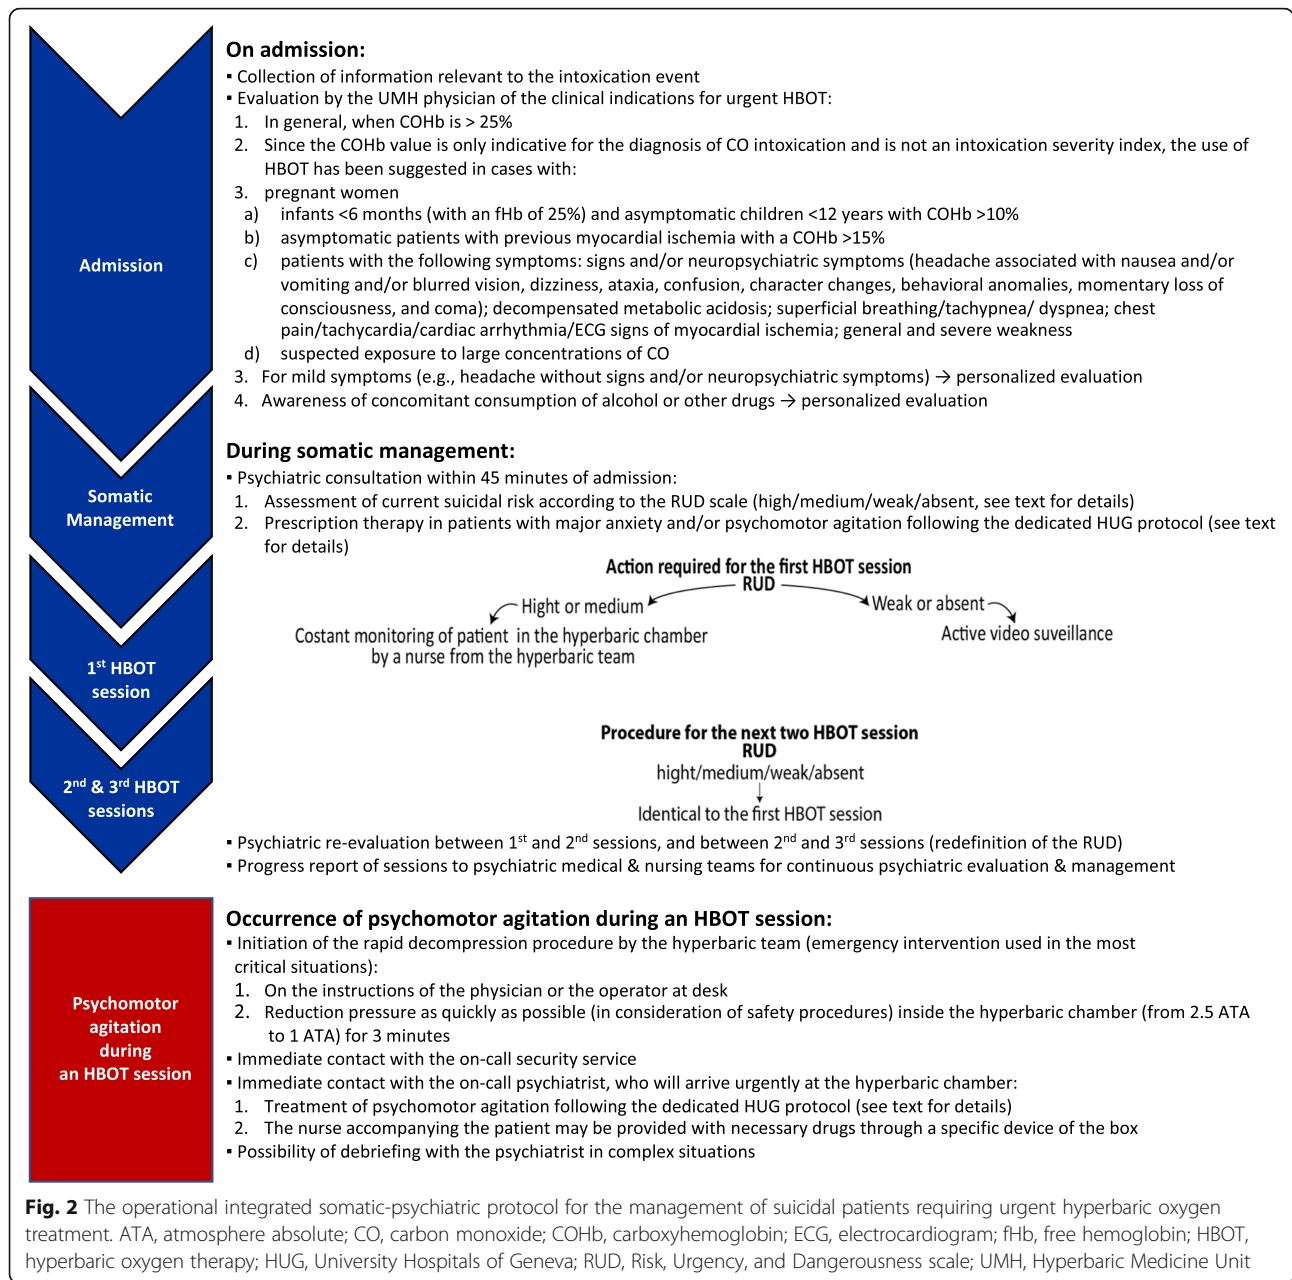 On admission:
▪ Collection of information relevant to the intoxication event
▪ Evaluation by the UMH physician of the clinical indications for urgent HBOT:
1. In general, when COHb is > 25%
2. Since the COHb value is only indicative for the diagnosis of CO intoxication and is not an intoxication severity index, the use of
HBOT has been suggested in cases with:
3. pregnant women
a) infants <6 months (with an fHb of 25%) and asymptomatic children <12 years with COHb >10%
b) asymptomatic patients with previous myocardial ischemia with a COHb >15%
c) patients with the following symptoms: signs and/or neuropsychiatric symptoms (headache associated with nausea and/or
vomiting and/or blurred vision, dizziness, ataxia, confusion, character changes, behavioral anomalies, momentary loss of
consciousness, and coma); decompensated metabolic acidosis; superficial breathing/tachypnea/ dyspnea; chest
pain/tachycardia/cardiac arrhythmia/ECG signs of myocardial ischemia; general and severe weakness
d) suspected exposure to large concentrations of CO
3. For mild symptoms (e.g., headache without signs and/or neuropsychiatric symptoms) → personalized evaluation
4. Awareness of concomitant consumption of alcohol or other drugs → personalized evaluation
Admission
During somatic management:
▪ Psychiatric consultation within 45 minutes of admission:
1. Assessment of current suicidal risk according to the RUD scale (high/medium/weak/absent, see text for details)
2. Prescription therapy in patients with major anxiety and/or psychomotor agitation following the dedicated HUG protocol (see text
for details)
Somatic
Management
Action required for the first HBOT session
RUD
Hight or medium
Weak or absent
Costant monitoring of patient in the hyperbaric chamber
by a nurse from the hyperbaric team
Active video suveillance
1st HBOT
session
Procedure for the next two HBOT session
RUD
hight/medium/weak/absent
Identical to the first HBOT session
2nd & 3rd HBOT
sessions
▪ Psychiatric re-evaluation between 1st and 2nd sessions, and between 2nd and 3rd sessions (redefinition of the RUD)
▪ Progress report of sessions to psychiatric medical & nursing teams for continuous psychiatric evaluation & management
Occurrence of psychomotor agitation during an HBOT session:
▪ Initiation of the rapid decompression procedure by the hyperbaric team (emergency intervention used in the most
critical situations):
1. On the instructions of the physician or the operator at desk
2. Reduction pressure as quickly as possible (in consideration of safety procedures) inside the hyperbaric chamber (from 2.5 ATA
to 1 ATA) for 3 minutes
▪ Immediate contact with the on-call security service
▪ Immediate contact with the on-call psychiatrist, who will arrive urgently at the hyperbaric chamber:
1. Treatment of psychomotor agitation following the dedicated HUG protocol (see text for details)
2. The nurse accompanying the patient may be provided with necessary drugs through a specific device of the box
▪ Possibility of debriefing with the psychiatrist in complex situations
Psychomotor
agitation
during
an HBOT session
Fig. 2 The operational integrated somatic-psychiatric protocol for the management of suicidal patients requiring urgent hyperbaric oxygen
treatment. ATA, atmosphere absolute; CO, carbon monoxide; COHb, carboxyhemoglobin; ECG, electrocardiogram; fHb, free hemoglobin; HBOT,
hyperbaric oxygen therapy; HUG, University Hospitals of Geneva; RUD, Risk, Urgency, and Dangerousness scale; UMH, Hyperbaric Medicine Unit